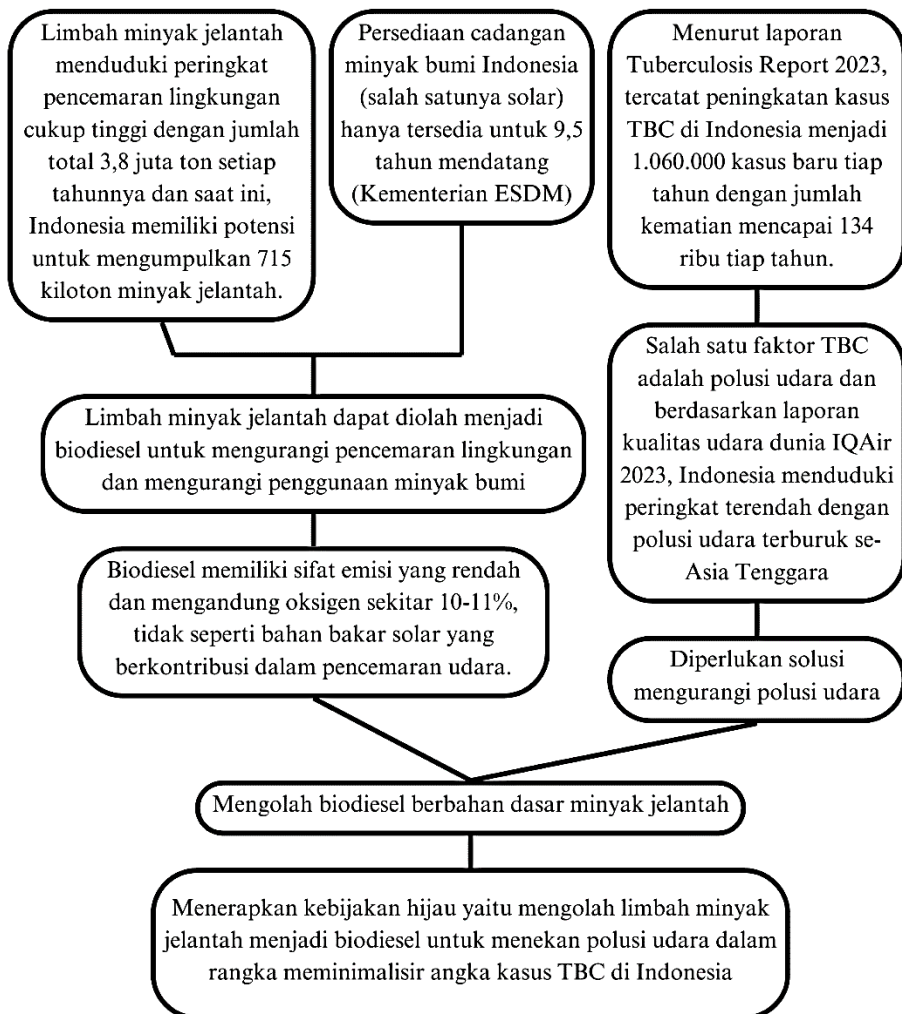 Limbah minyak jelantah
menduduki peringkat
pencemaran lingkungan
cukup tinggi dengan jumlah
total 3,8 juta ton setiap
tahunnya dan saat ini,
Indonesia memiliki potensi
untuk mengumpulkan 715
kiloton minyak jelantah.
Persediaan cadangan
minyak bumi Indonesia
(salah satunya solar)
hanya tersedia untuk 9,5
tahun mendatang
(Kementerian ESDM)
Menurut laporan
Tuberculosis Report 2023,
tercatat peningkatan kasus
TBC di Indonesia menjadi
1.060.000 kasus baru tiap
tahun dengan jumlah
kematian mencapai 134
ribu tiap tahun.
Limbah minyak jelantah dapat diolah menjadi
biodiesel untuk mengurangi pencemaran lingkungan
dan mengurangi penggunaan minyak bumi
Salah satu faktor TBC
adalah polusi udara dan
berdasarkan laporan
kualitas udara dunia IQAir
2023, Indonesia menduduki
peringkat terendah dengan
polusi udara terburuk se-
Asia Tenggara
Biodiesel memiliki sifat emisi yang rendah
dan mengandung oksigen sekitar 10-11%,
tidak seperti bahan bakar solar yang
berkontribusi dalam pencemaran udara.
Diperlukan solusi
mengurangi polusi udara
Mengolah biodiesel berbahan dasar minyak jelantah
Menerapkan kebijakan hijau yaitu mengolah limbah minyak
jelantah menjadi biodiesel untuk menekan polusi udara dalam
rangka meminimalisir angka kasus TBC di Indonesia